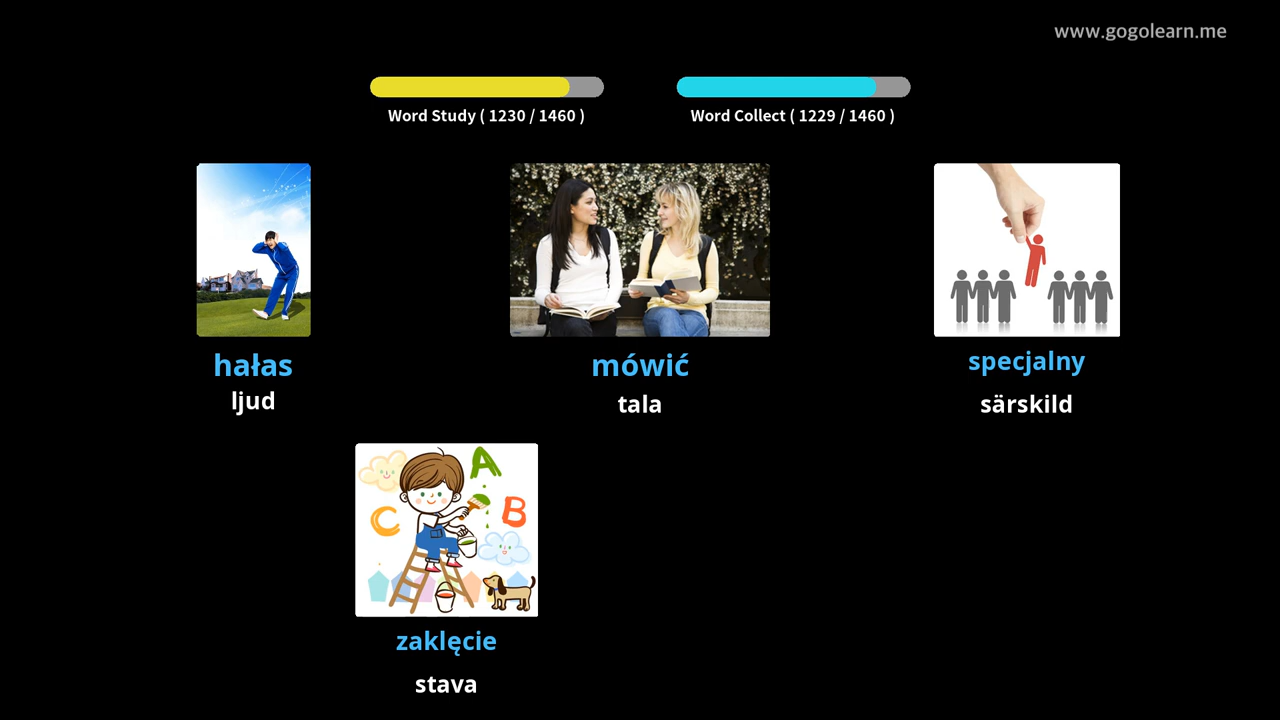 www.gogolearn.me
Word Study ( 1230 / 1460 )
Word Collect ( 1229 / 1460 )
hałas
mówić
specjalny
ljud
tala
särskild
A
B
C
zaklęcie
stava